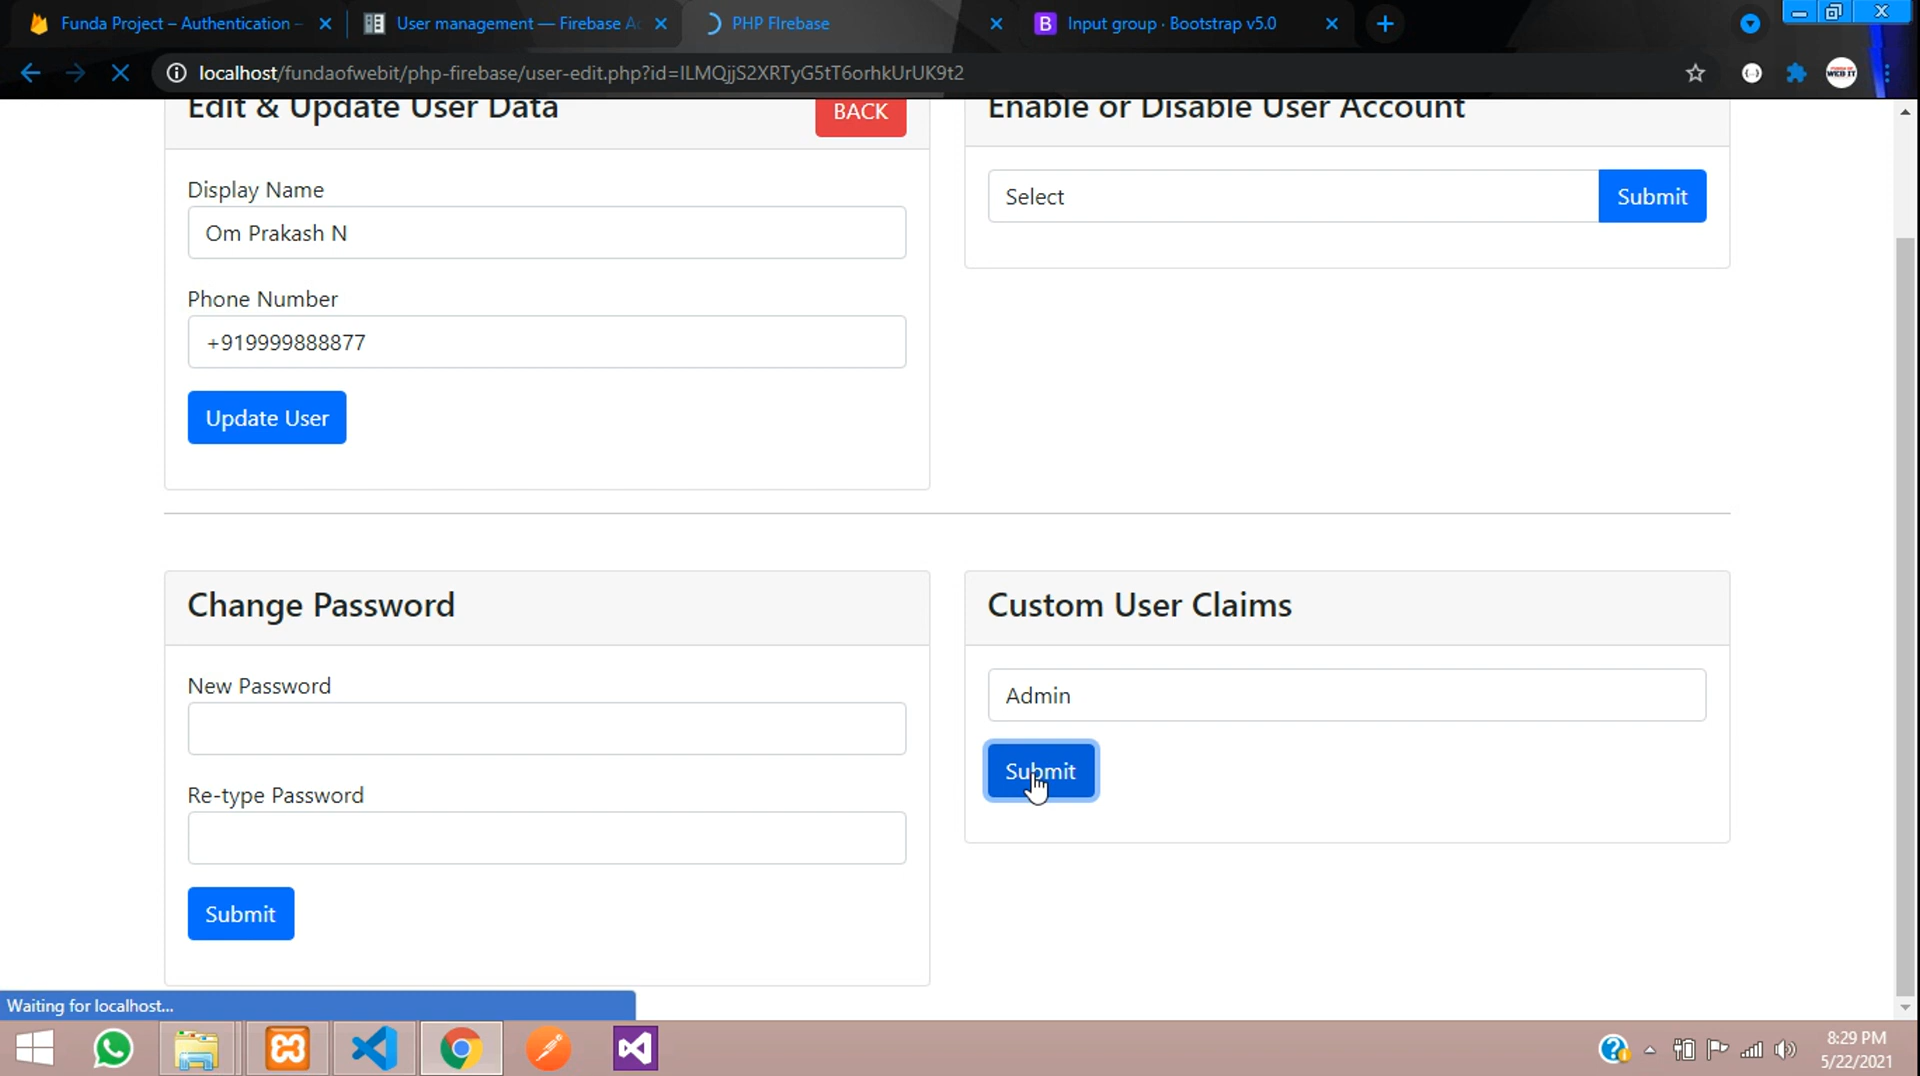 Funda Project – Authentication –
User management — Firebase Ad
PHP FIrebase
B Input group · Bootstrap v5.0
localhost/fundaofwebit/php-firebase/user-edit.php?id=ILMQjjS2XRTyG5tT6orhkUrUK9t2
Edit & Update User Data
BACK
Enable or Disable User Account
Display Name
Om Prakash N
Select
Submit
Phone Number
+919999888877
Update User
Change Password
New Password
Re-type Password
Submit
Custom User Claims
Admin
Submit
Waiting for localhost...
8:29 PM
5/22/2021